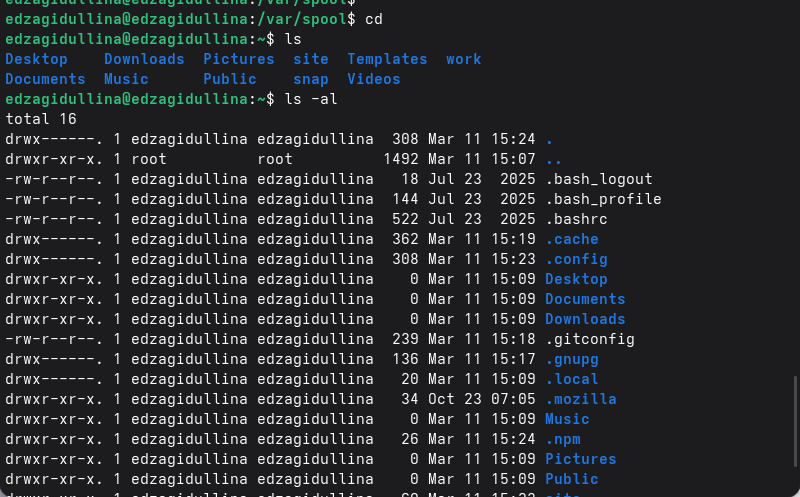 edzagidullina@edzagidullina:/var/spool$
edzagidullina@edzagidullina:/var/spool$ cd
edzagidullina@edzagidullina:~$ ls
Desktop    Downloads  Pictures  site  Templates  work
Documents  Music      Public    snap  Videos
edzagidullina@edzagidullina:~$ ls -al
total 16
drwx------. 1 edzagidullina edzagidullina  308 Mar 11 15:24 .
drwxr-xr-x. 1 root          root          1492 Mar 11 15:07 ..
-rw-r--r--. 1 edzagidullina edzagidullina   18 Jul 23  2025 .bash_logout
-rw-r--r--. 1 edzagidullina edzagidullina  144 Jul 23  2025 .bash_profile
-rw-r--r--. 1 edzagidullina edzagidullina  522 Jul 23  2025 .bashrc
drwx------. 1 edzagidullina edzagidullina  362 Mar 11 15:19 .cache
drwx------. 1 edzagidullina edzagidullina  308 Mar 11 15:23 .config
drwxr-xr-x. 1 edzagidullina edzagidullina    0 Mar 11 15:09 Desktop
drwxr-xr-x. 1 edzagidullina edzagidullina    0 Mar 11 15:09 Documents
drwxr-xr-x. 1 edzagidullina edzagidullina    0 Mar 11 15:09 Downloads
-rw-r--r--. 1 edzagidullina edzagidullina  239 Mar 11 15:18 .gitconfig
drwx------. 1 edzagidullina edzagidullina  136 Mar 11 15:17 .gnupg
drwx------. 1 edzagidullina edzagidullina   20 Mar 11 15:09 .local
drwxr-xr-x. 1 edzagidullina edzagidullina   34 Oct 23 07:05 .mozilla
drwxr-xr-x. 1 edzagidullina edzagidullina    0 Mar 11 15:09 Music
drwxr-xr-x. 1 edzagidullina edzagidullina   26 Mar 11 15:24 .npm
drwxr-xr-x. 1 edzagidullina edzagidullina    0 Mar 11 15:09 Pictures
drwxr-xr-x. 1 edzagidullina edzagidullina    0 Mar 11 15:09 Public